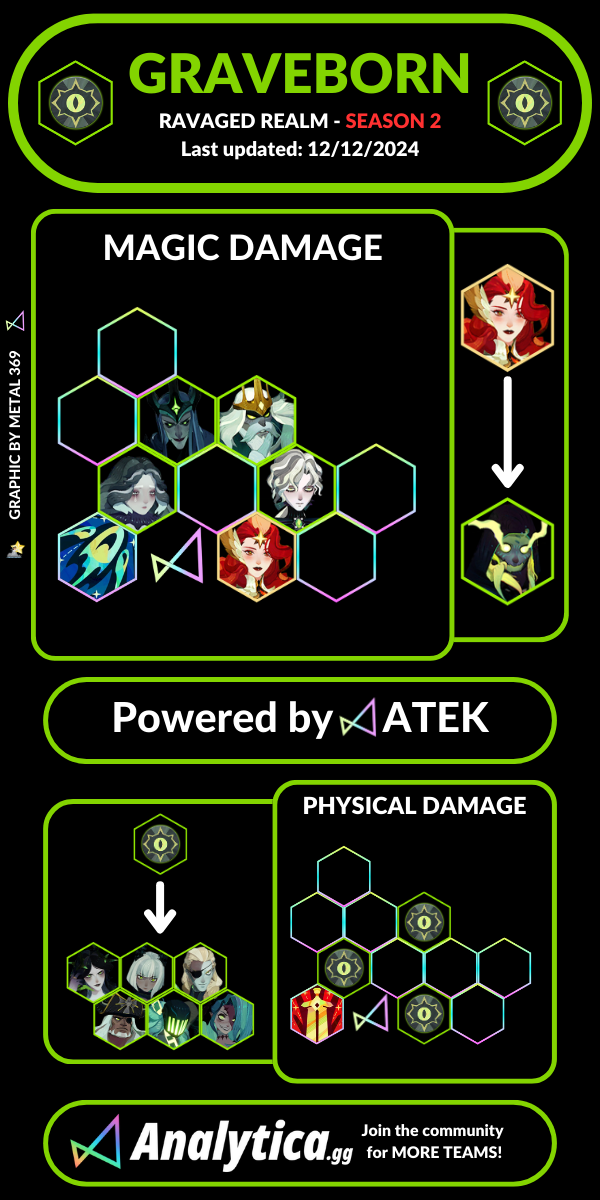 GRAVEBORN
RAVAGED REALM - SEASON 2
Last updated: 12/12/2024
MAGIC DAMAGE
GRAPHIC BY METAL 369
Powered by ATEK
PHYSICAL DAMAGE
Analytica.gg
Join the community
for MORE TEAMS!